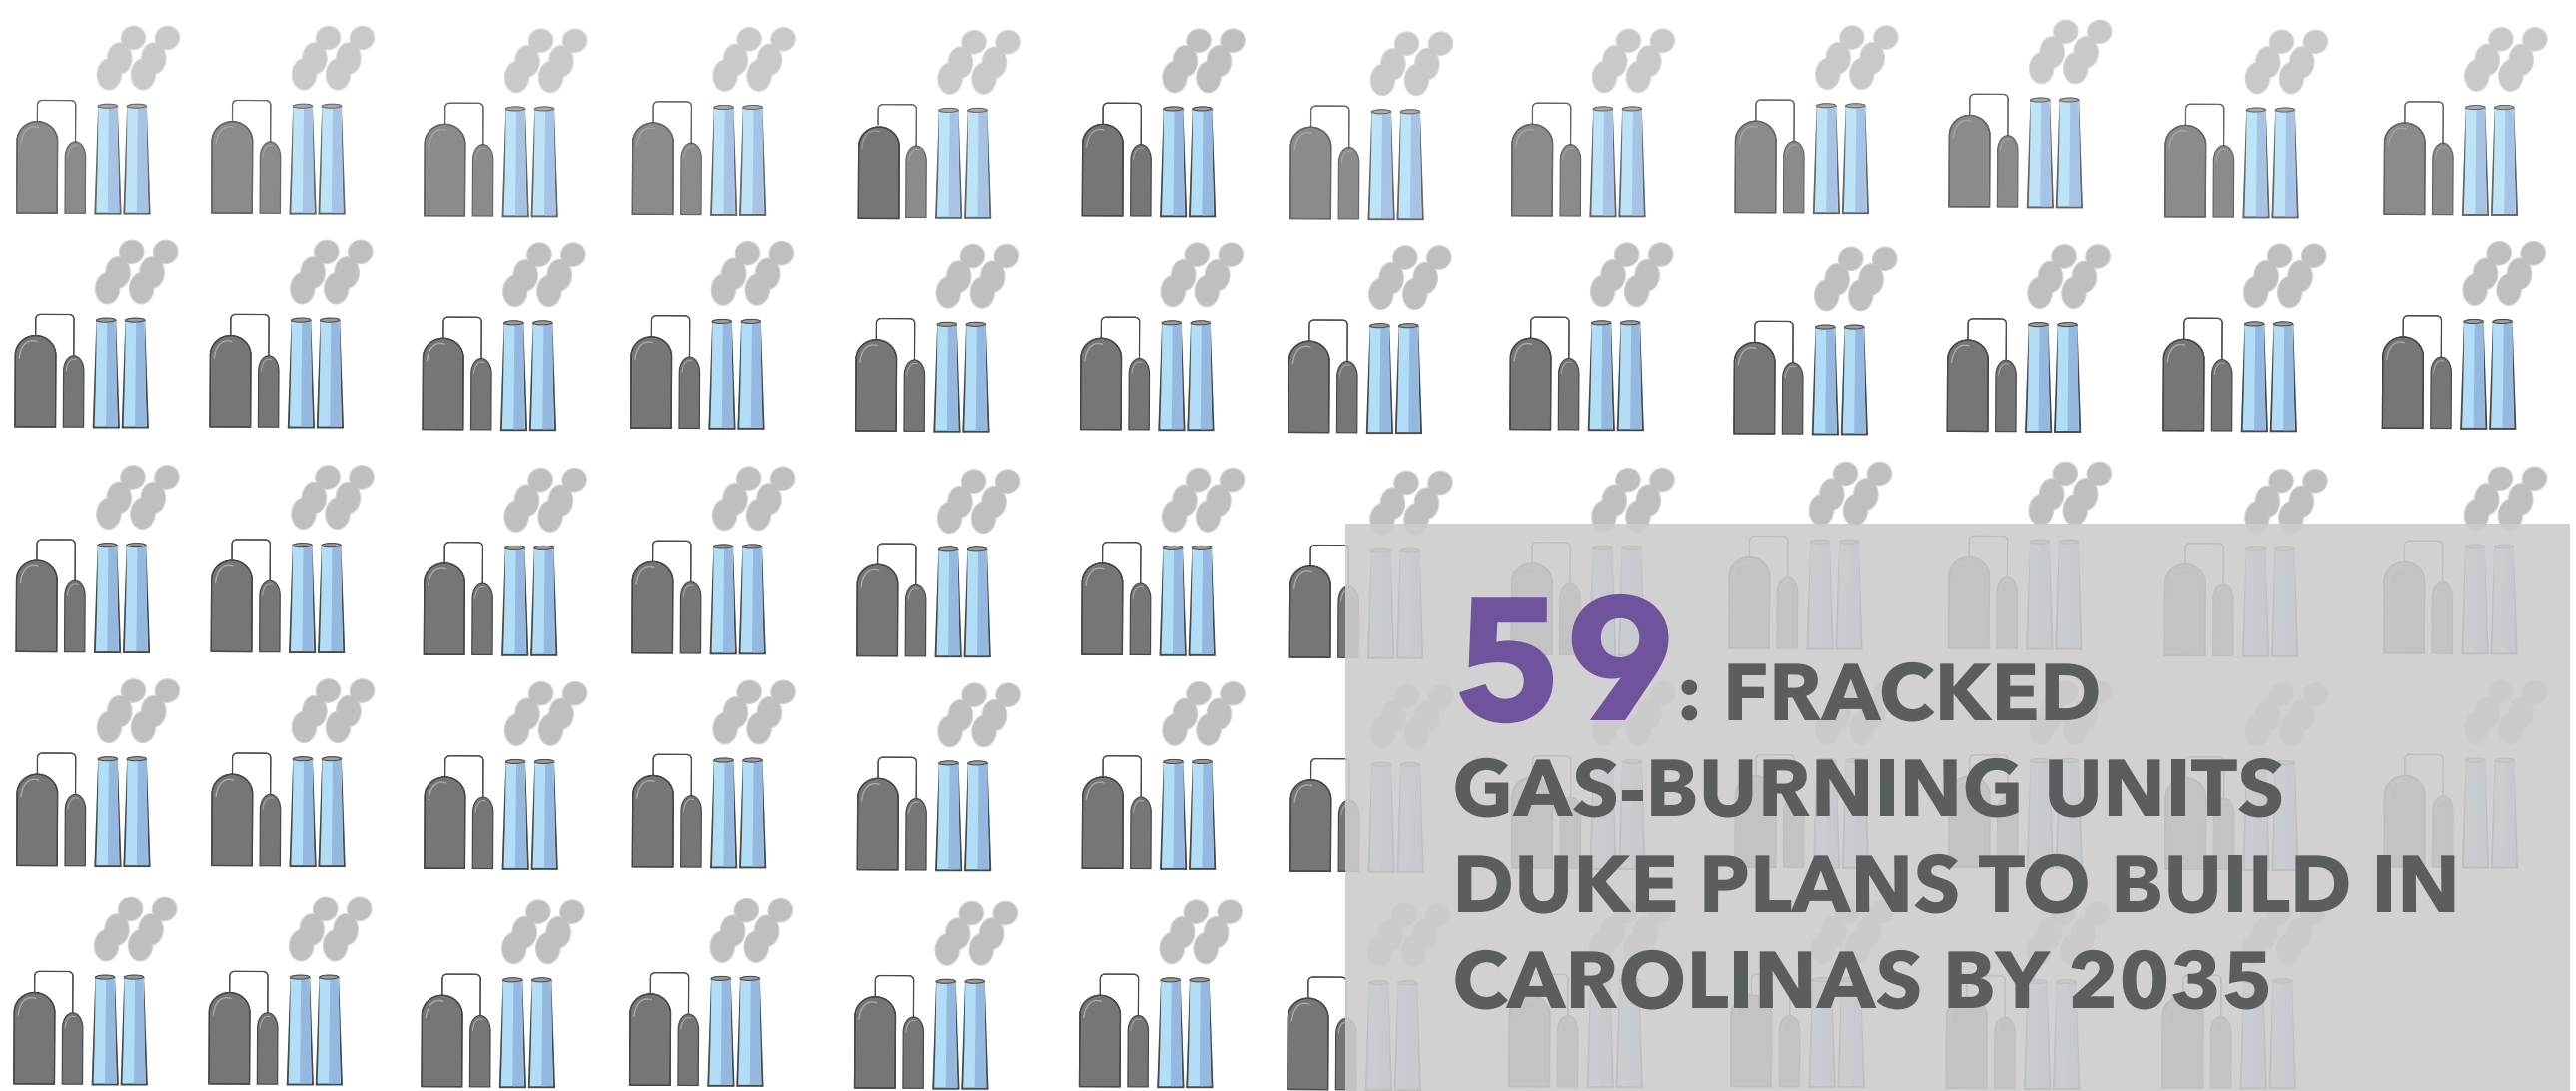 59: FRACKED
GAS-BURNING UNITS
DUKE PLANS TO BUILD IN
CAROLINAS BY 2035